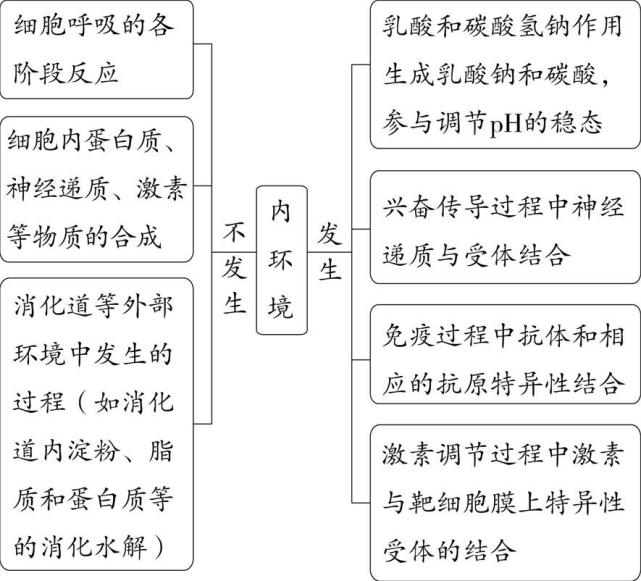 细胞呼吸的各
阶段反应
细胞内蛋白质、
神经递质、激素
等物质的合成
消化道等外部
环境中发生的
过程（如消化
道内淀粉、脂
质和蛋白质等
的消化水解）
不发生
内环境
发生
乳酸和碳酸氢钠作用
生成乳酸钠和碳酸，
参与调节pH的稳态
兴奋传导过程中神经
递质与受体结合
免疫过程中抗体和相
应的抗原特异性结合
激素调节过程中激素
与靶细胞膜上特异性
受体的结合